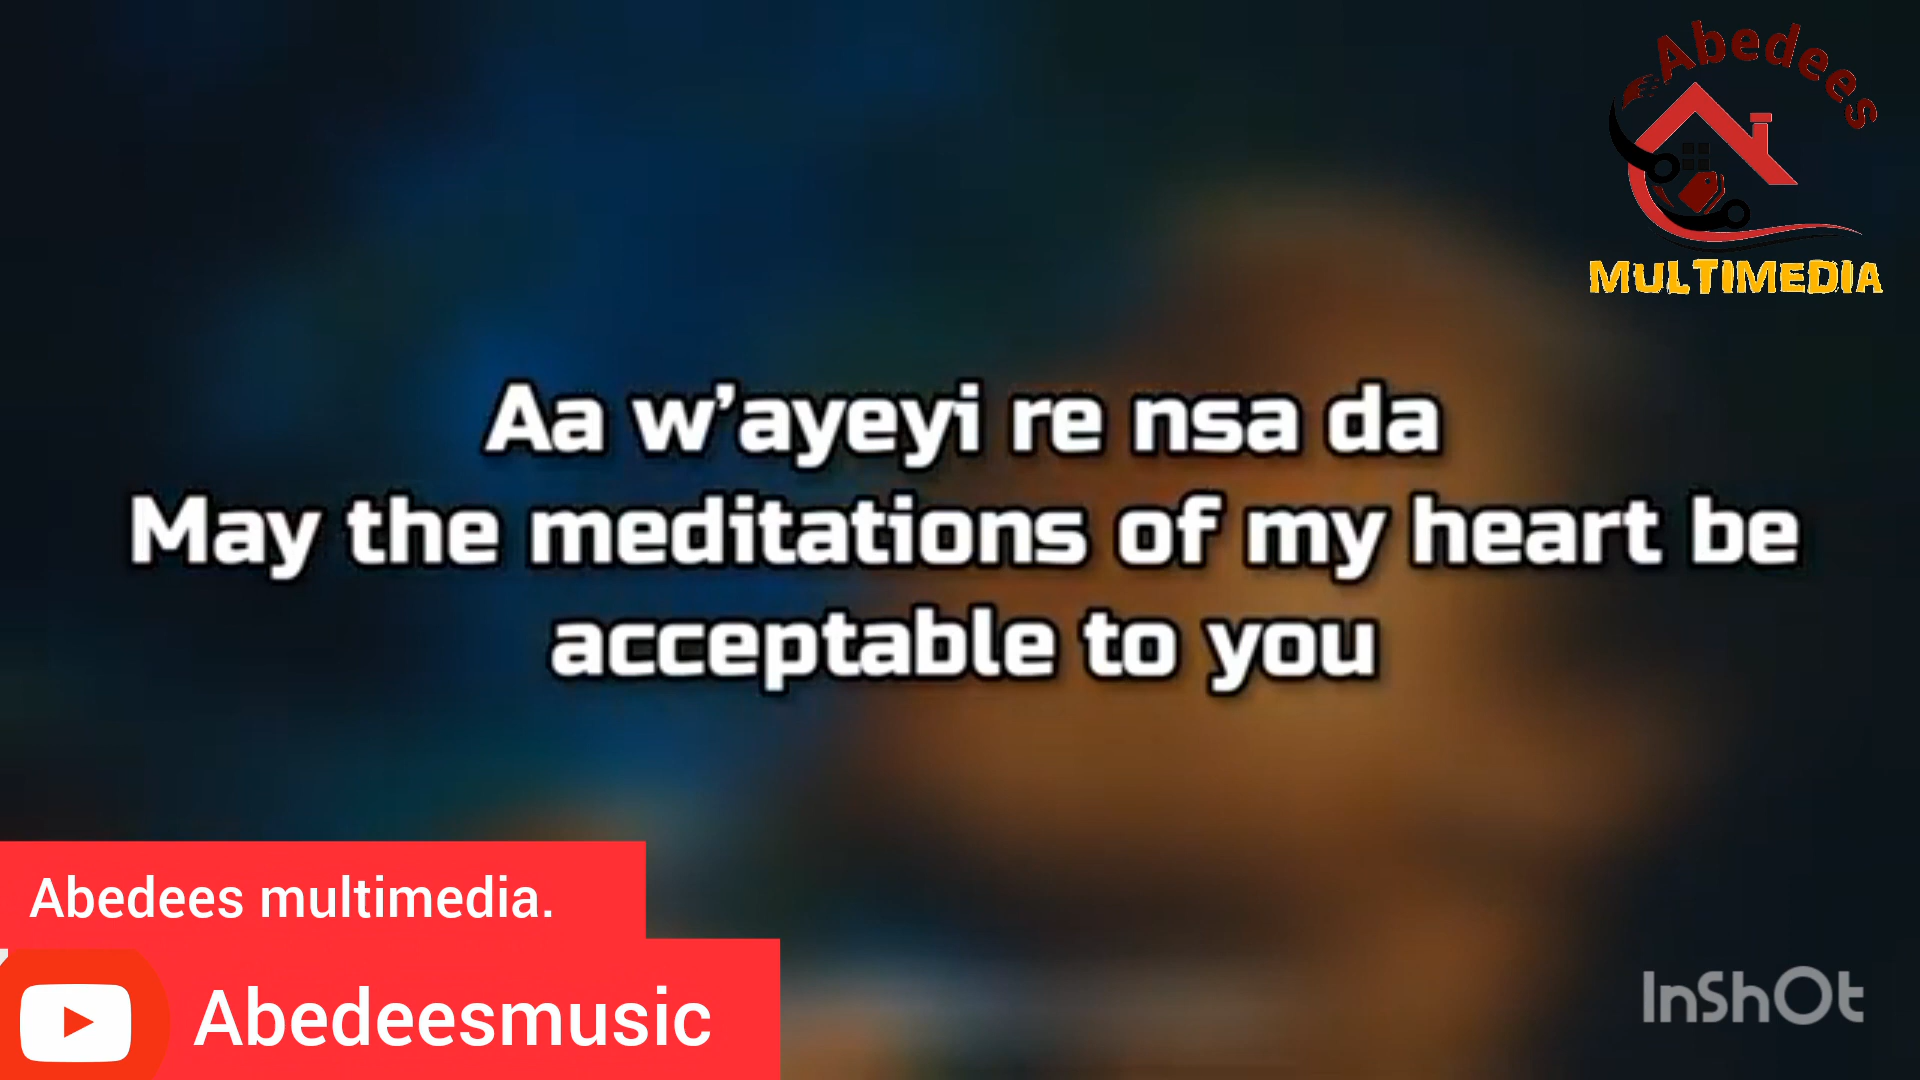 Abedees
MULTIMEDIA
Aa w’ayeyi re nsa da
May the meditations of my heart be
acceptable to you
Abedees multimedia.
Abedeesmusic
InShOt